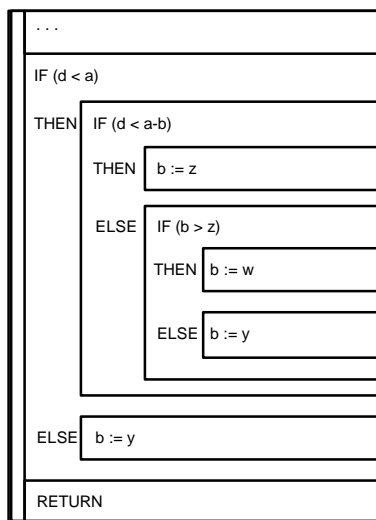 . . .
IF (d < a)
THEN IF (d < a-b)
THEN b := z
ELSE IF (b > z)
THEN b := w
ELSE b := y
ELSE b := y
RETURN